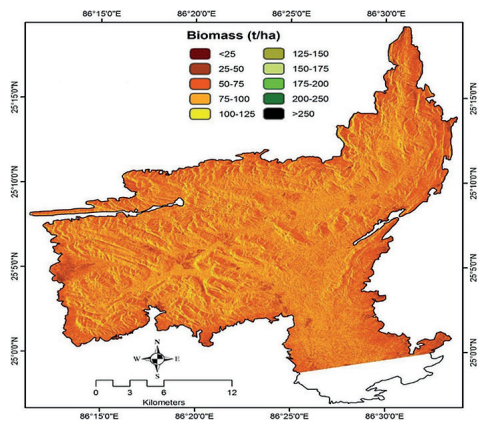 86°15'0"E 86°20'0"E 86°25'0"E 86°30'0"E
Biomass (t/ha)
<25 125-150
25-50 150-175
50-75 175-200
75-100 200-250
100-125 >250
25°15'0"N 25°15'0"N
25°10'0"N 25°10'0"N
25°5'0"N 25°5'0"N
25°0'0"N 25°0'0"N
N
W E
S
0 3 6 12
Kilometers
86°15'0"E 86°20'0"E 86°25'0"E 86°30'0"E